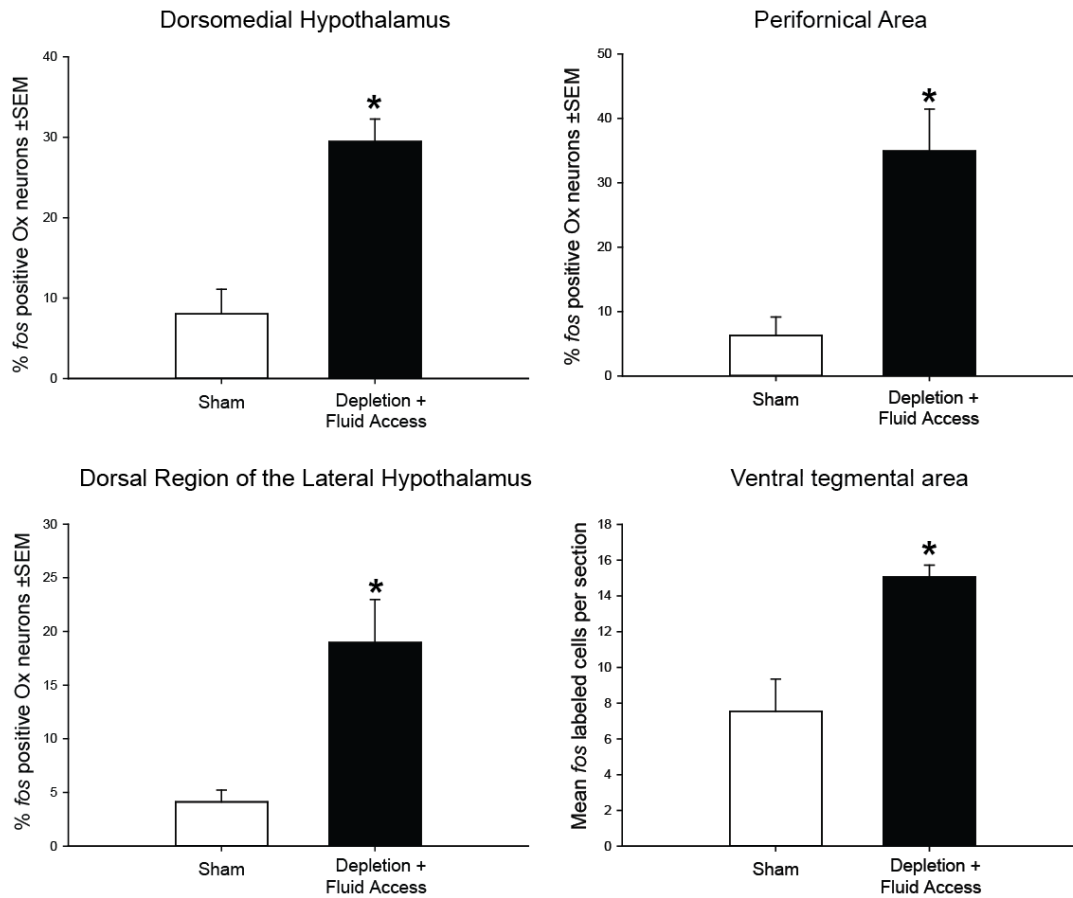 Dorsomedial Hypothalamus
% fos positive Ox neurons ±SEM
40
30
20
10
0
*
Sham
Depletion +
Fluid Access
Perifornical Area
% fos positive Ox neurons ±SEM
50
40
30
20
10
0
*
Sham
Depletion +
Fluid Access
Dorsal Region of the Lateral Hypothalamus
% fos positive Ox neurons ±SEM
30
25
20
15
10
5
0
*
Sham
Depletion +
Fluid Access
Ventral tegmental area
Mean fos labeled cells per section
18
16
14
12
10
8
6
4
2
0
*
Sham
Depletion +
Fluid Access